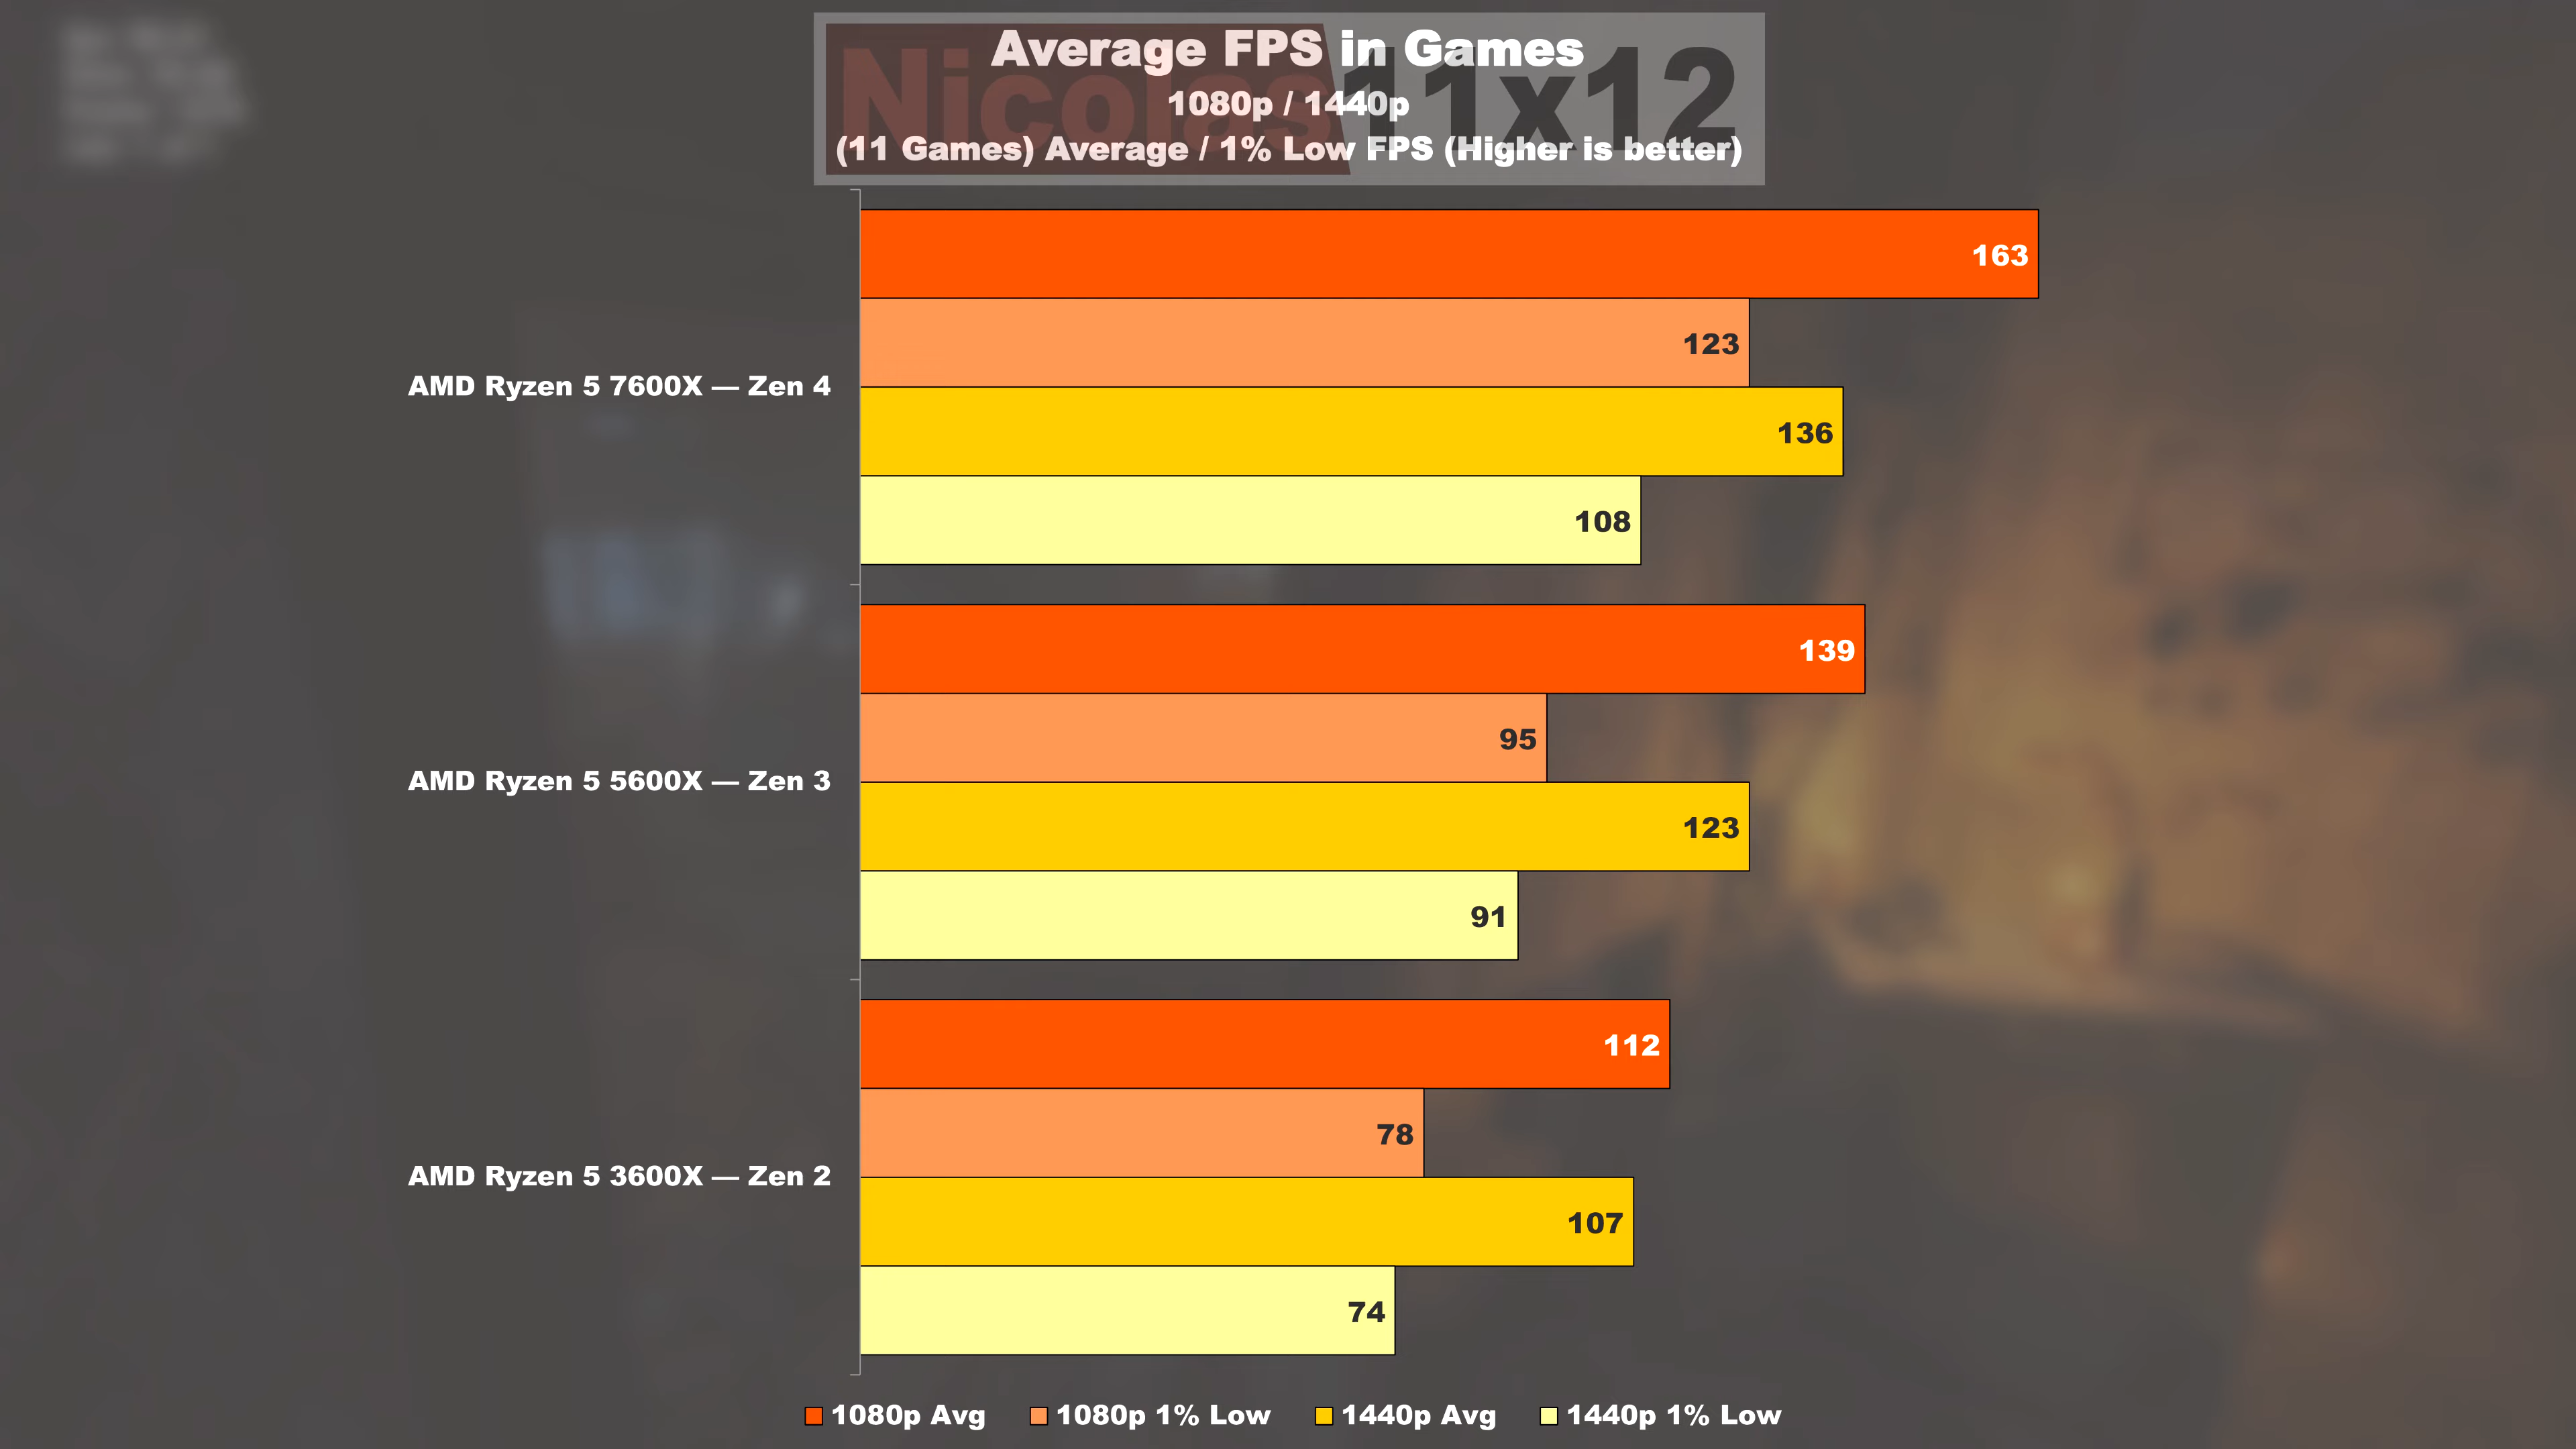 Nicolas11x12
Average FPS in Games
1080p / 1440p
(11 Games) Average / 1% Low FPS (Higher is better)
AMD Ryzen 5 7600X — Zen 4
163
123
136
108
AMD Ryzen 5 5600X — Zen 3
139
95
123
91
AMD Ryzen 5 3600X — Zen 2
112
78
107
74
1080p Avg 1080p 1% Low 1440p Avg 1440p 1% Low